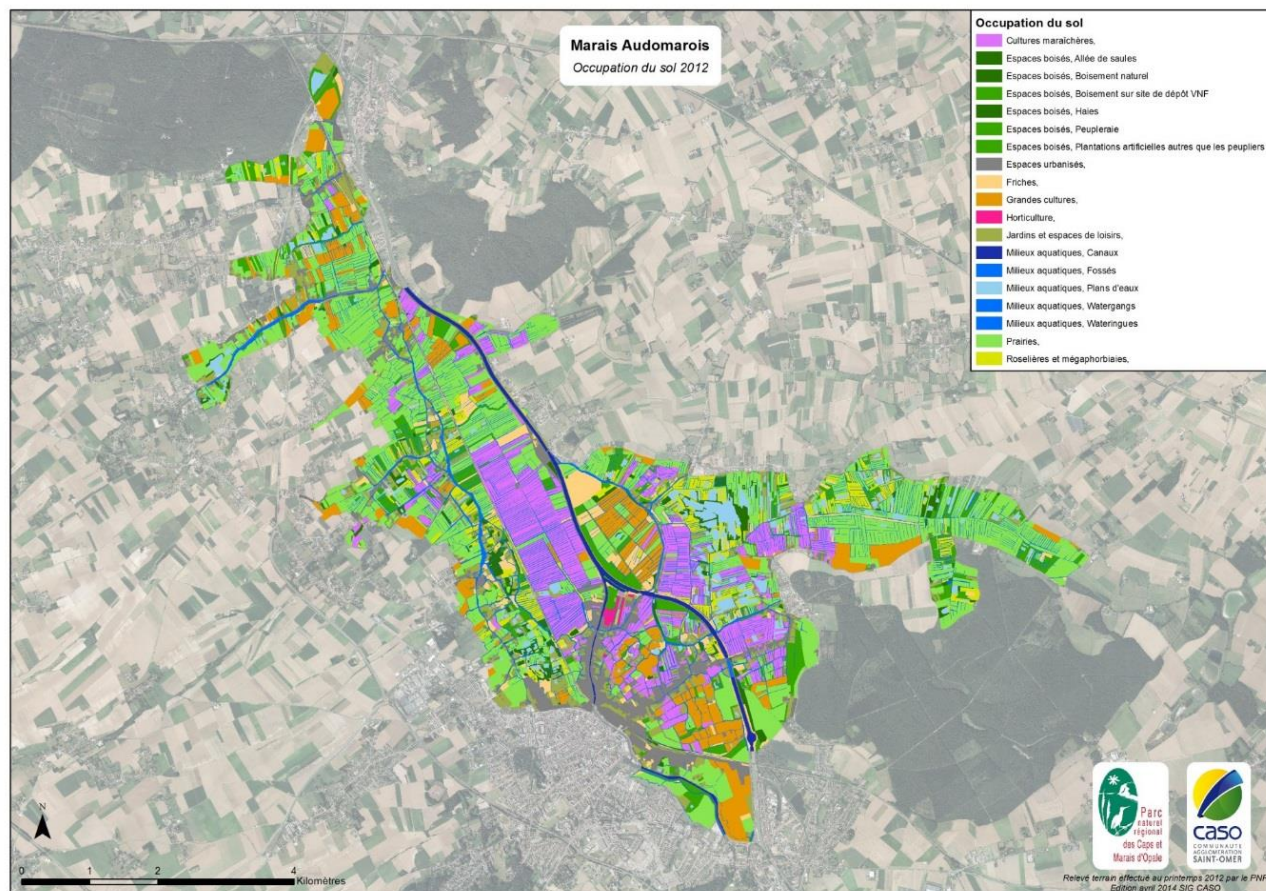 Marais Audomarois
Occupation du sol 2012
Occupation du sol
Cultures maraîchères,
Espaces boisés, Allée de saules
Espaces boisés, Boisement naturel
Espaces boisés, Boisement sur site de dépôt VNF
Espaces boisés, Haies
Espaces boisés, Peupleraie
Espaces boisés, Plantations artificielles autres que les peupliers
Espaces urbanisés,
Friches,
Grandes cultures,
Horticulture,
Jardins et espaces de loisirs,
Milieux aquatiques, Canaux
Milieux aquatiques, Fossés
Milieux aquatiques, Plans d'eaux
Milieux aquatiques, Watergangs
Milieux aquatiques, Wateringues
Prairies,
Roselières et mégaphorbiaies,
N
0 1 2 4
Kilomètres
Parc
naturel
régional
des Caps et
Marais d'Opale
caso
COMMUNAUTE
AGGLOMERATION
SAINT-OMER
Relevé terrain effectué au printemps 2012 par le PNR
Edition avril 2014 SIG CASO